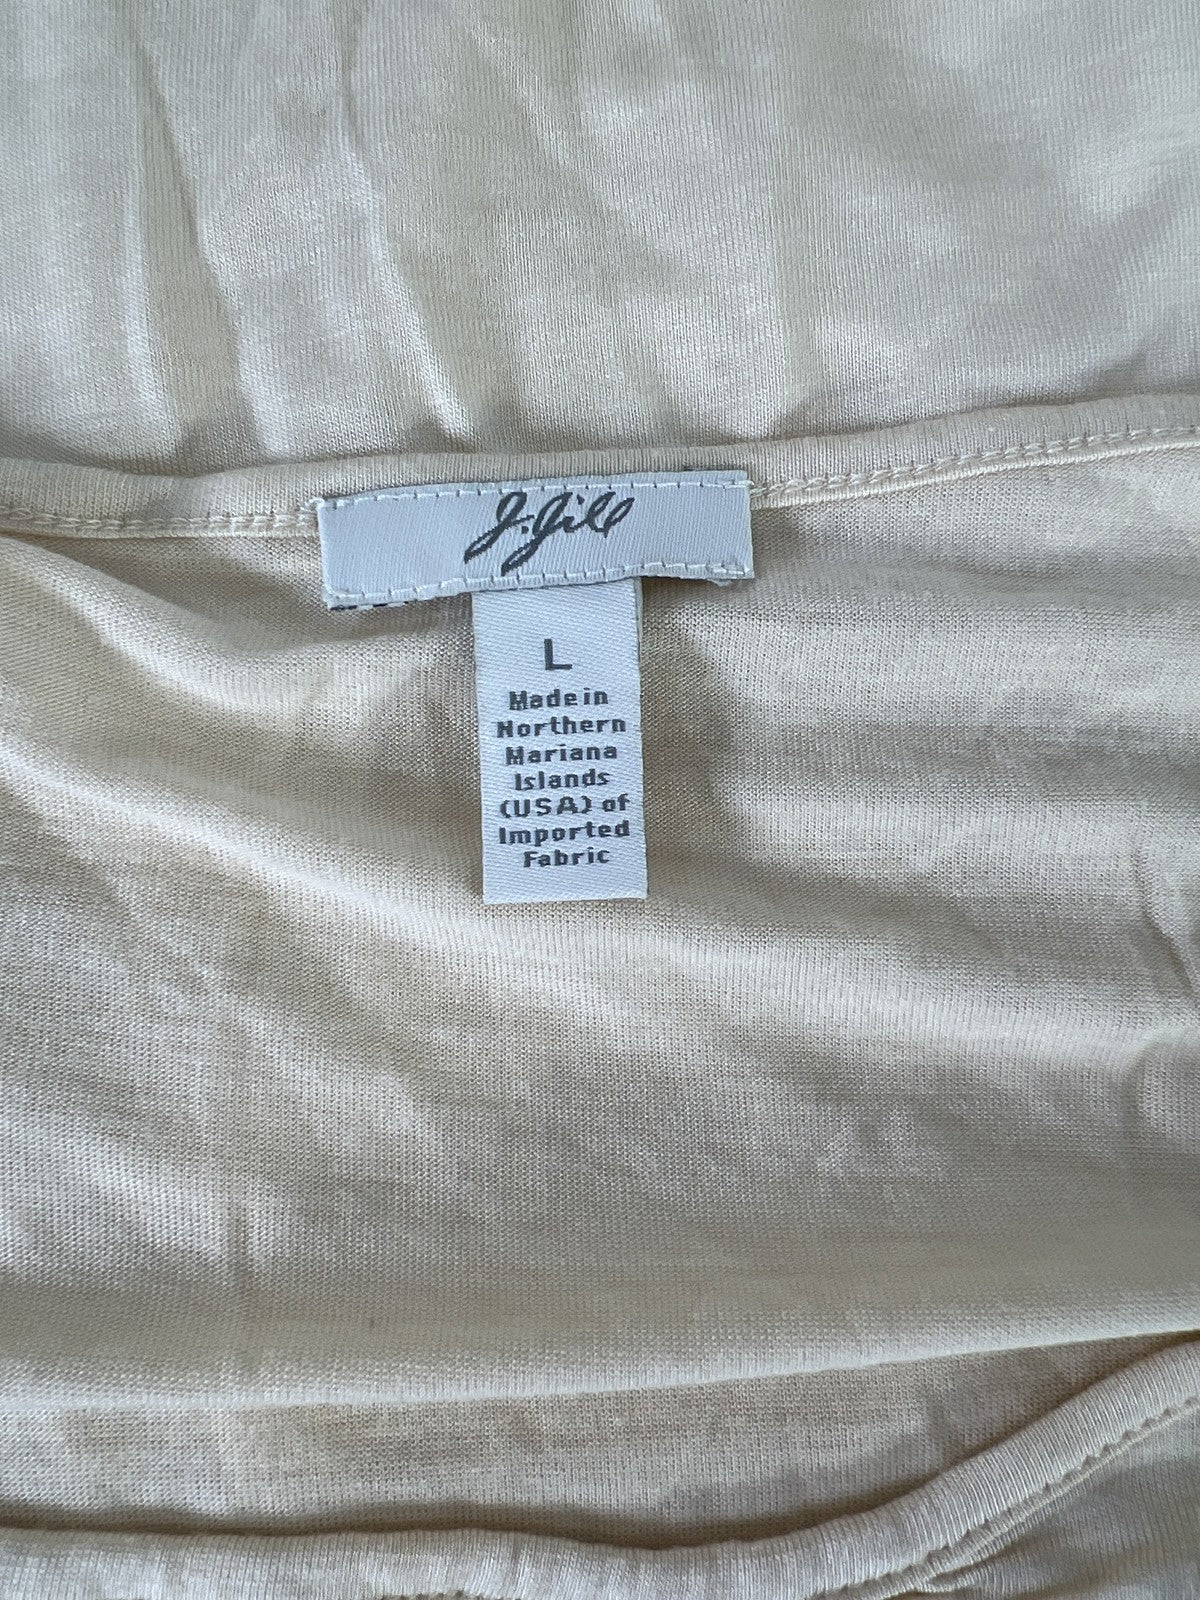 J.Jill
L
Made in
Northern
Mariana
Islands
(USA) of
Imported
Fabric